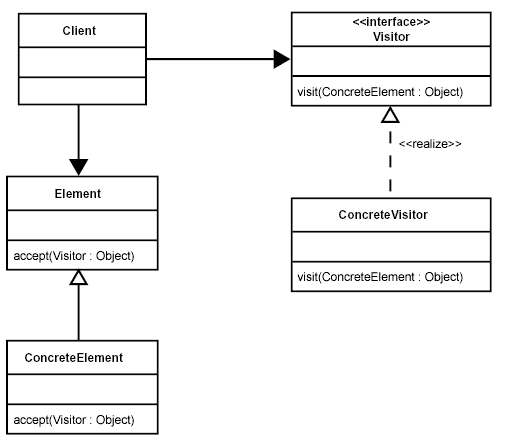 Client
<<interface>>
Visitor
visit(ConcreteElement : Object)
<<realize>>
Element
accept(Visitor : Object)
ConcreteVisitor
visit(ConcreteElement : Object)
ConcreteElement
accept(Visitor : Object)